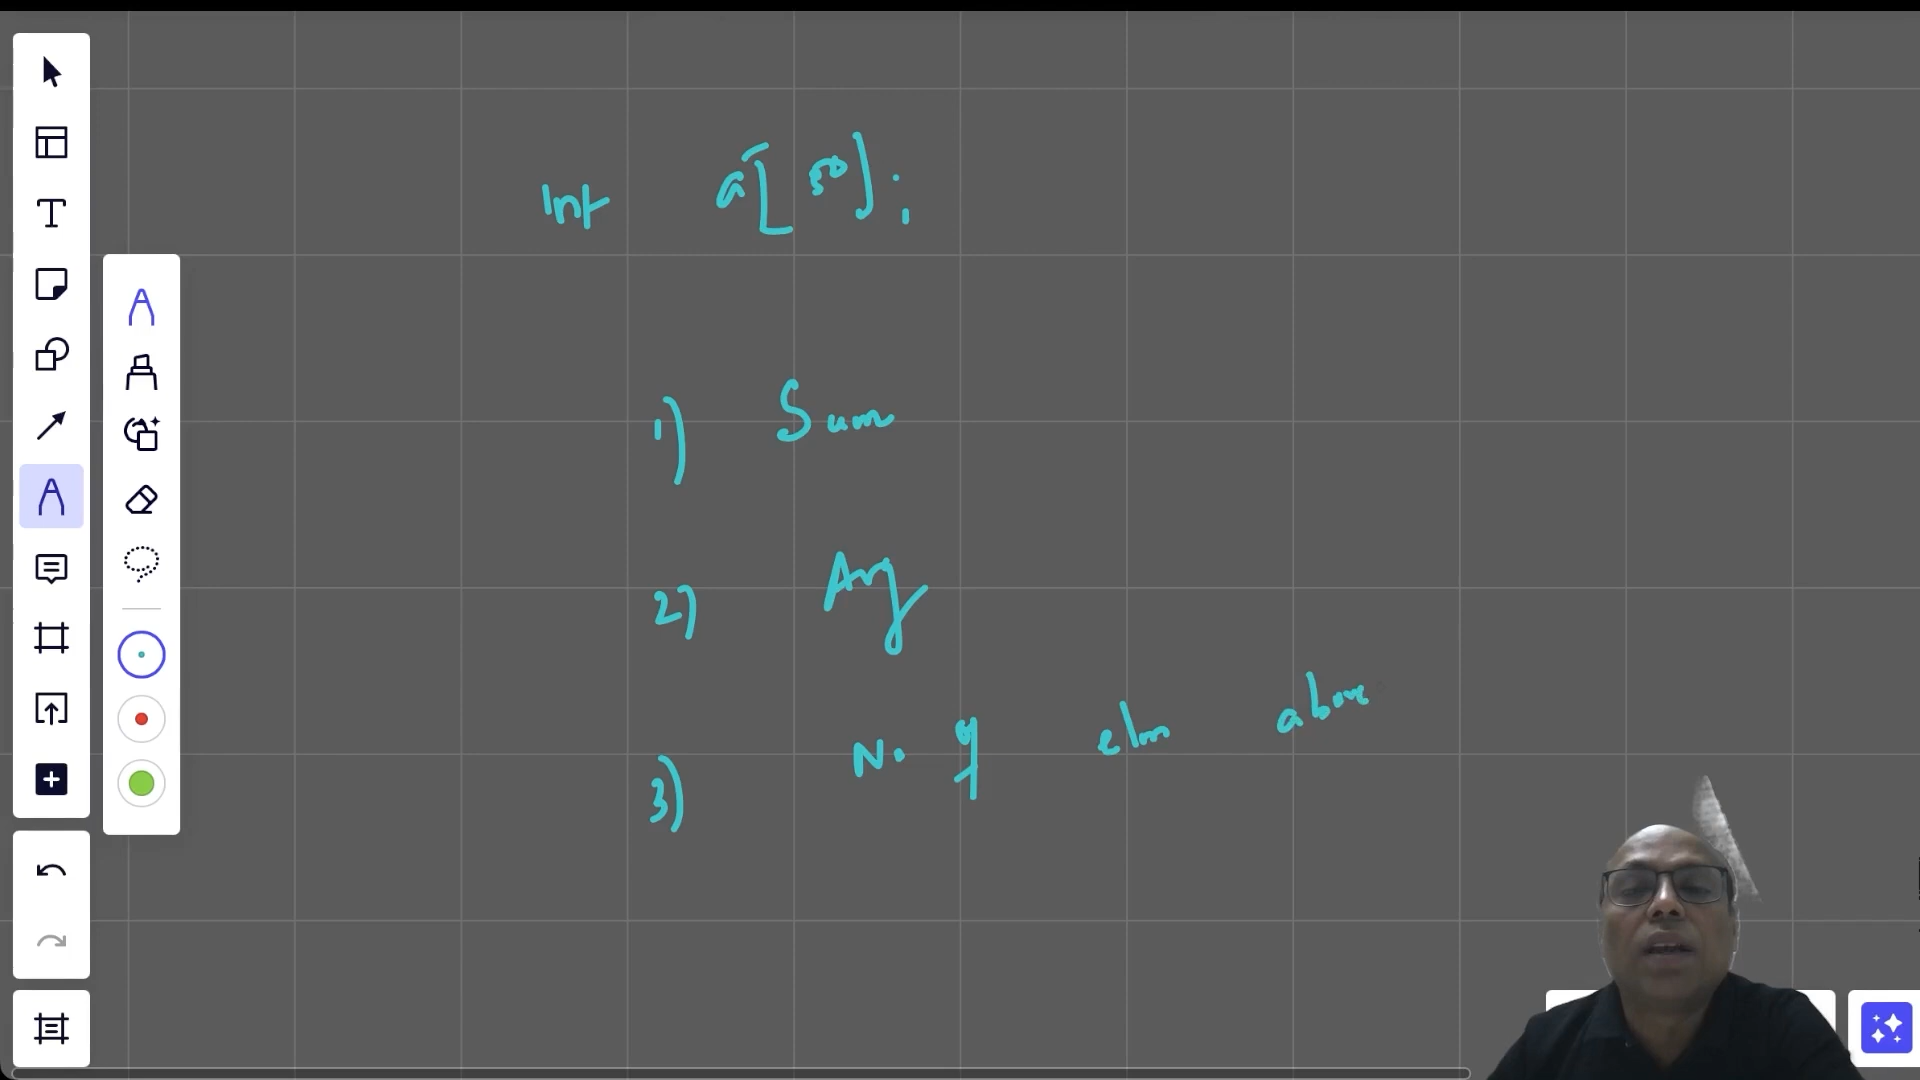 Int a[50];
1) Sum
2) Avg
3) No. of elm above